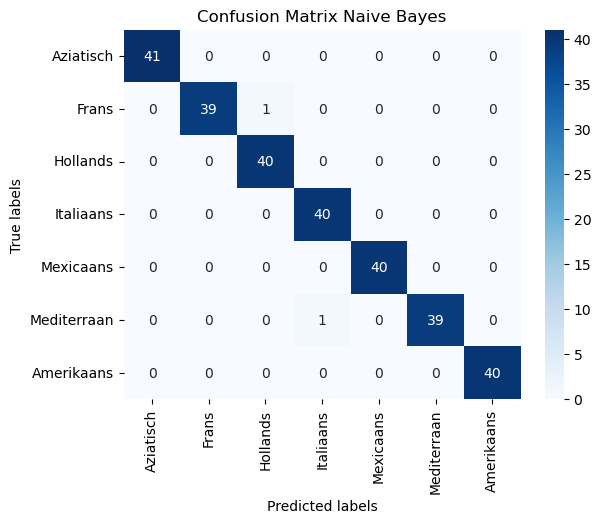 Confusion Matrix Naive Bayes
True labels
Aziatisch 41 0 0 0 0 0 0
Frans 0 39 1 0 0 0 0
Hollands 0 0 40 0 0 0 0
Italiaans 0 0 0 40 0 0 0
Mexicaans 0 0 0 0 40 0 0
Mediterraan 0 0 0 1 0 39 0
Amerikaans 0 0 0 0 0 0 40
Aziatisch Frans Hollands Italiaans Mexicaans Mediterraan Amerikaans
Predicted labels
40
35
30
25
20
15
10
5
0